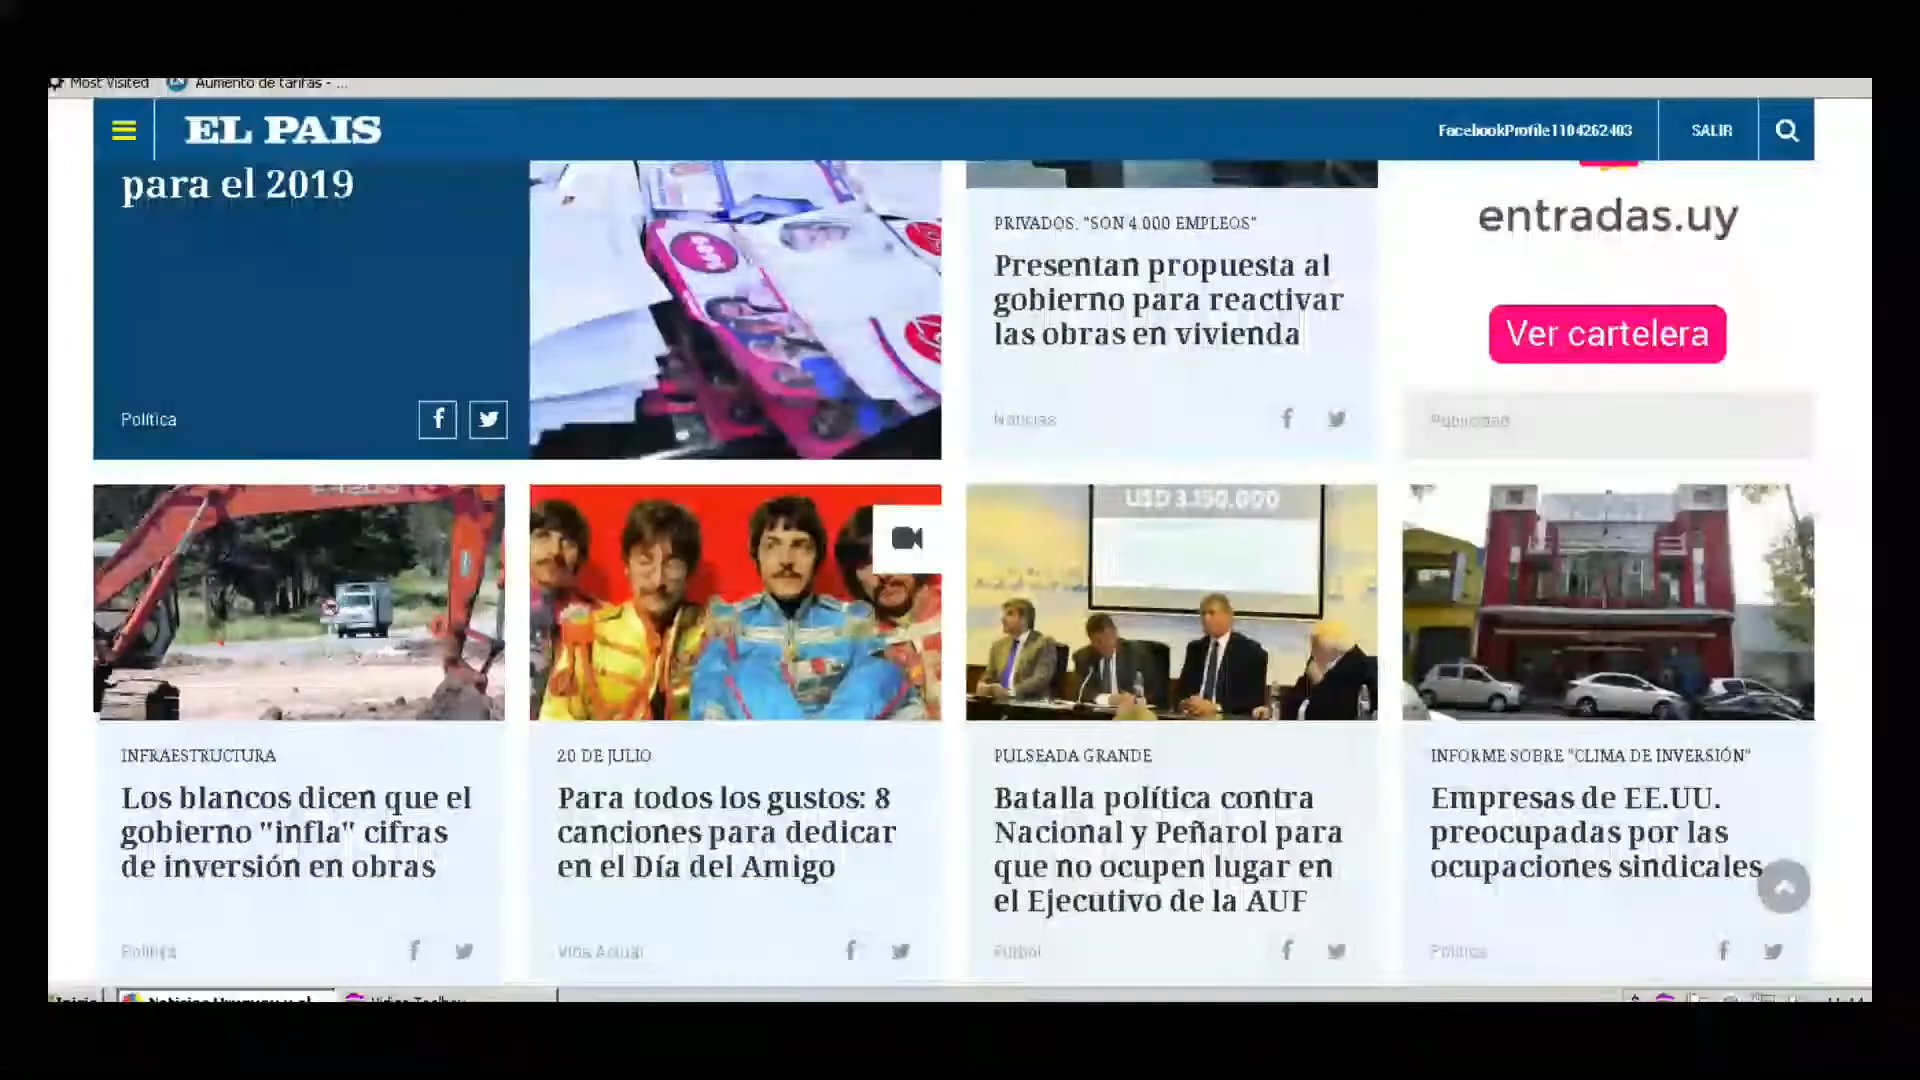 Most Visited
Aumento de tarifas - ...
EL PAIS
FacebookProfile1104262403
SALIR
para el 2019
Política
PRIVADOS. "SON 4.000 EMPLEOS"
Presentan propuesta al
gobierno para reactivar
las obras en vivienda
Noticias
entradas.uy
Ver cartelera
Publicidad
INFRAESTRUCTURA
Los blancos dicen que el
gobierno "infla" cifras
de inversión en obras
Política
20 DE JULIO
Para todos los gustos: 8
canciones para dedicar
en el Día del Amigo
Vida Actual
USD 3.150.000
PULSEADA GRANDE
Batalla política contra
Nacional y Peñarol para
que no ocupen lugar en
el Ejecutivo de la AUF
Fútbol
INFORME SOBRE "CLIMA DE INVERSIÓN"
Empresas de EE.UU.
preocupadas por las
ocupaciones sindicales
Política
Inicio
Noticias Uruguay y el